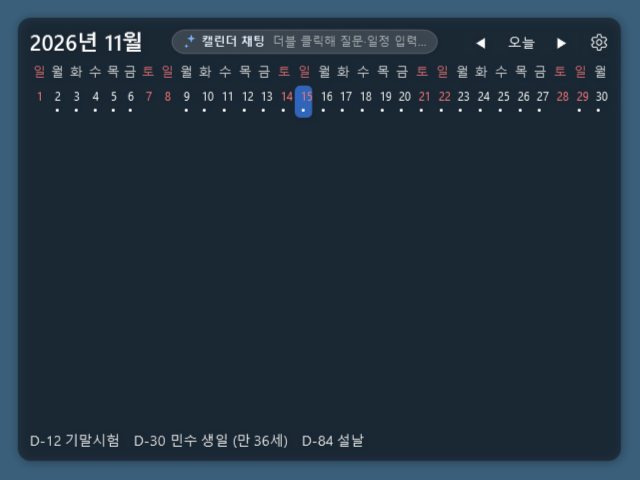 2026년 11월 캘린더 채팅 더블 클릭해 질문·일정 입력... ◀ 오늘 ▶
일 월 화 수 목 금 토 일 월 화 수 목 금 토 일 월 화 수 목 금 토 일 월 화 수 목 금 토 일 월
1 2 3 4 5 6 7 8 9 10 11 12 13 14 15 16 17 18 19 20 21 22 23 24 25 26 27 28 29 30
D-12 기말시험 D-30 민수 생일 (만 36세) D-84 설날